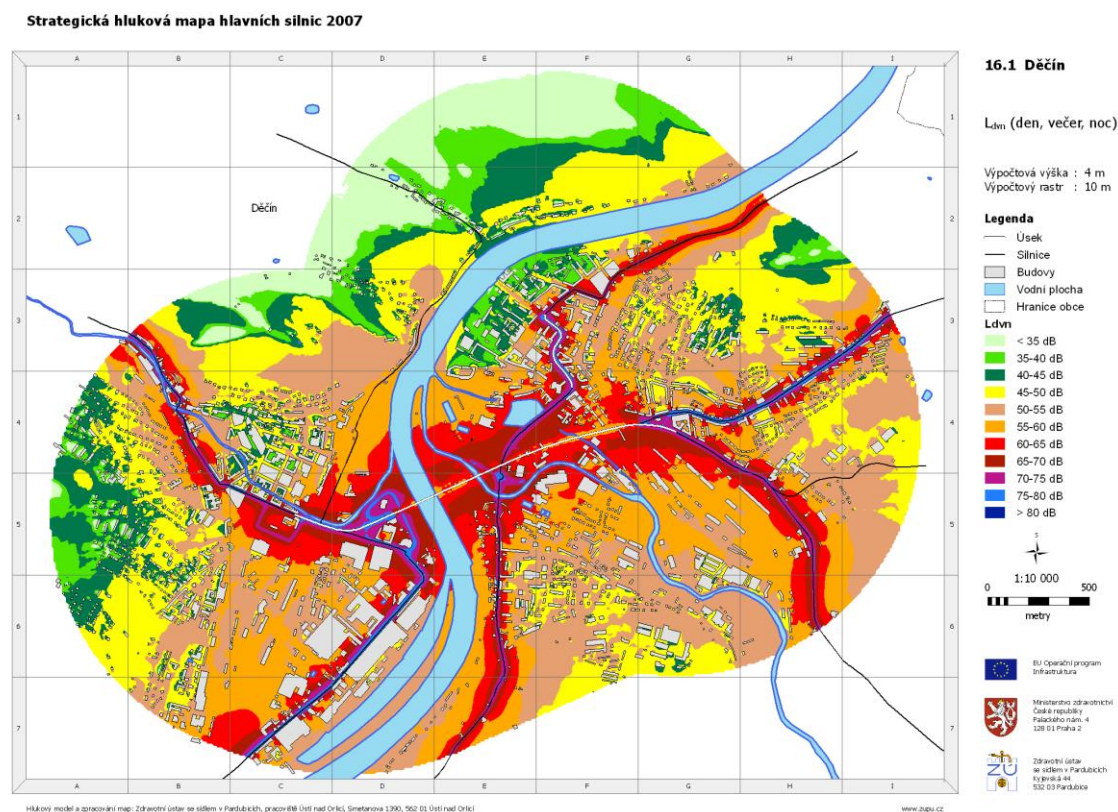 Strategická hluková mapa hlavních silnic 2007
A B C D E F G H I
1
2
3
4
5
6
7
Děčín
16.1 Děčín
Ldvn (den, večer, noc)
Výpočtová výška : 4 m
Výpočtový rastr : 10 m
Legenda
Úsek
Silnice
Budovy
Vodní plocha
Hranice obce
Ldvn
< 35 dB
35-40 dB
40-45 dB
45-50 dB
50-55 dB
55-60 dB
60-65 dB
65-70 dB
70-75 dB
75-80 dB
> 80 dB
S
1:10 000
0 500
metry
EU Operační program
Infrastruktura
Ministerstvo zdravotnictví
České republiky
Palackého nám. 4
128 01 Praha 2
ZÚ
Zdravotní ústav
se sídlem v Pardubicích
Kyjevská 44
532 03 Pardubice
Hlukový model a zpracování map: Zdravotní ústav se sídlem v Pardubicích, pracoviště Ústí nad Orlicí, Smetanova 1390, 562 01 Ústí nad Orlicí
www.zupu.cz